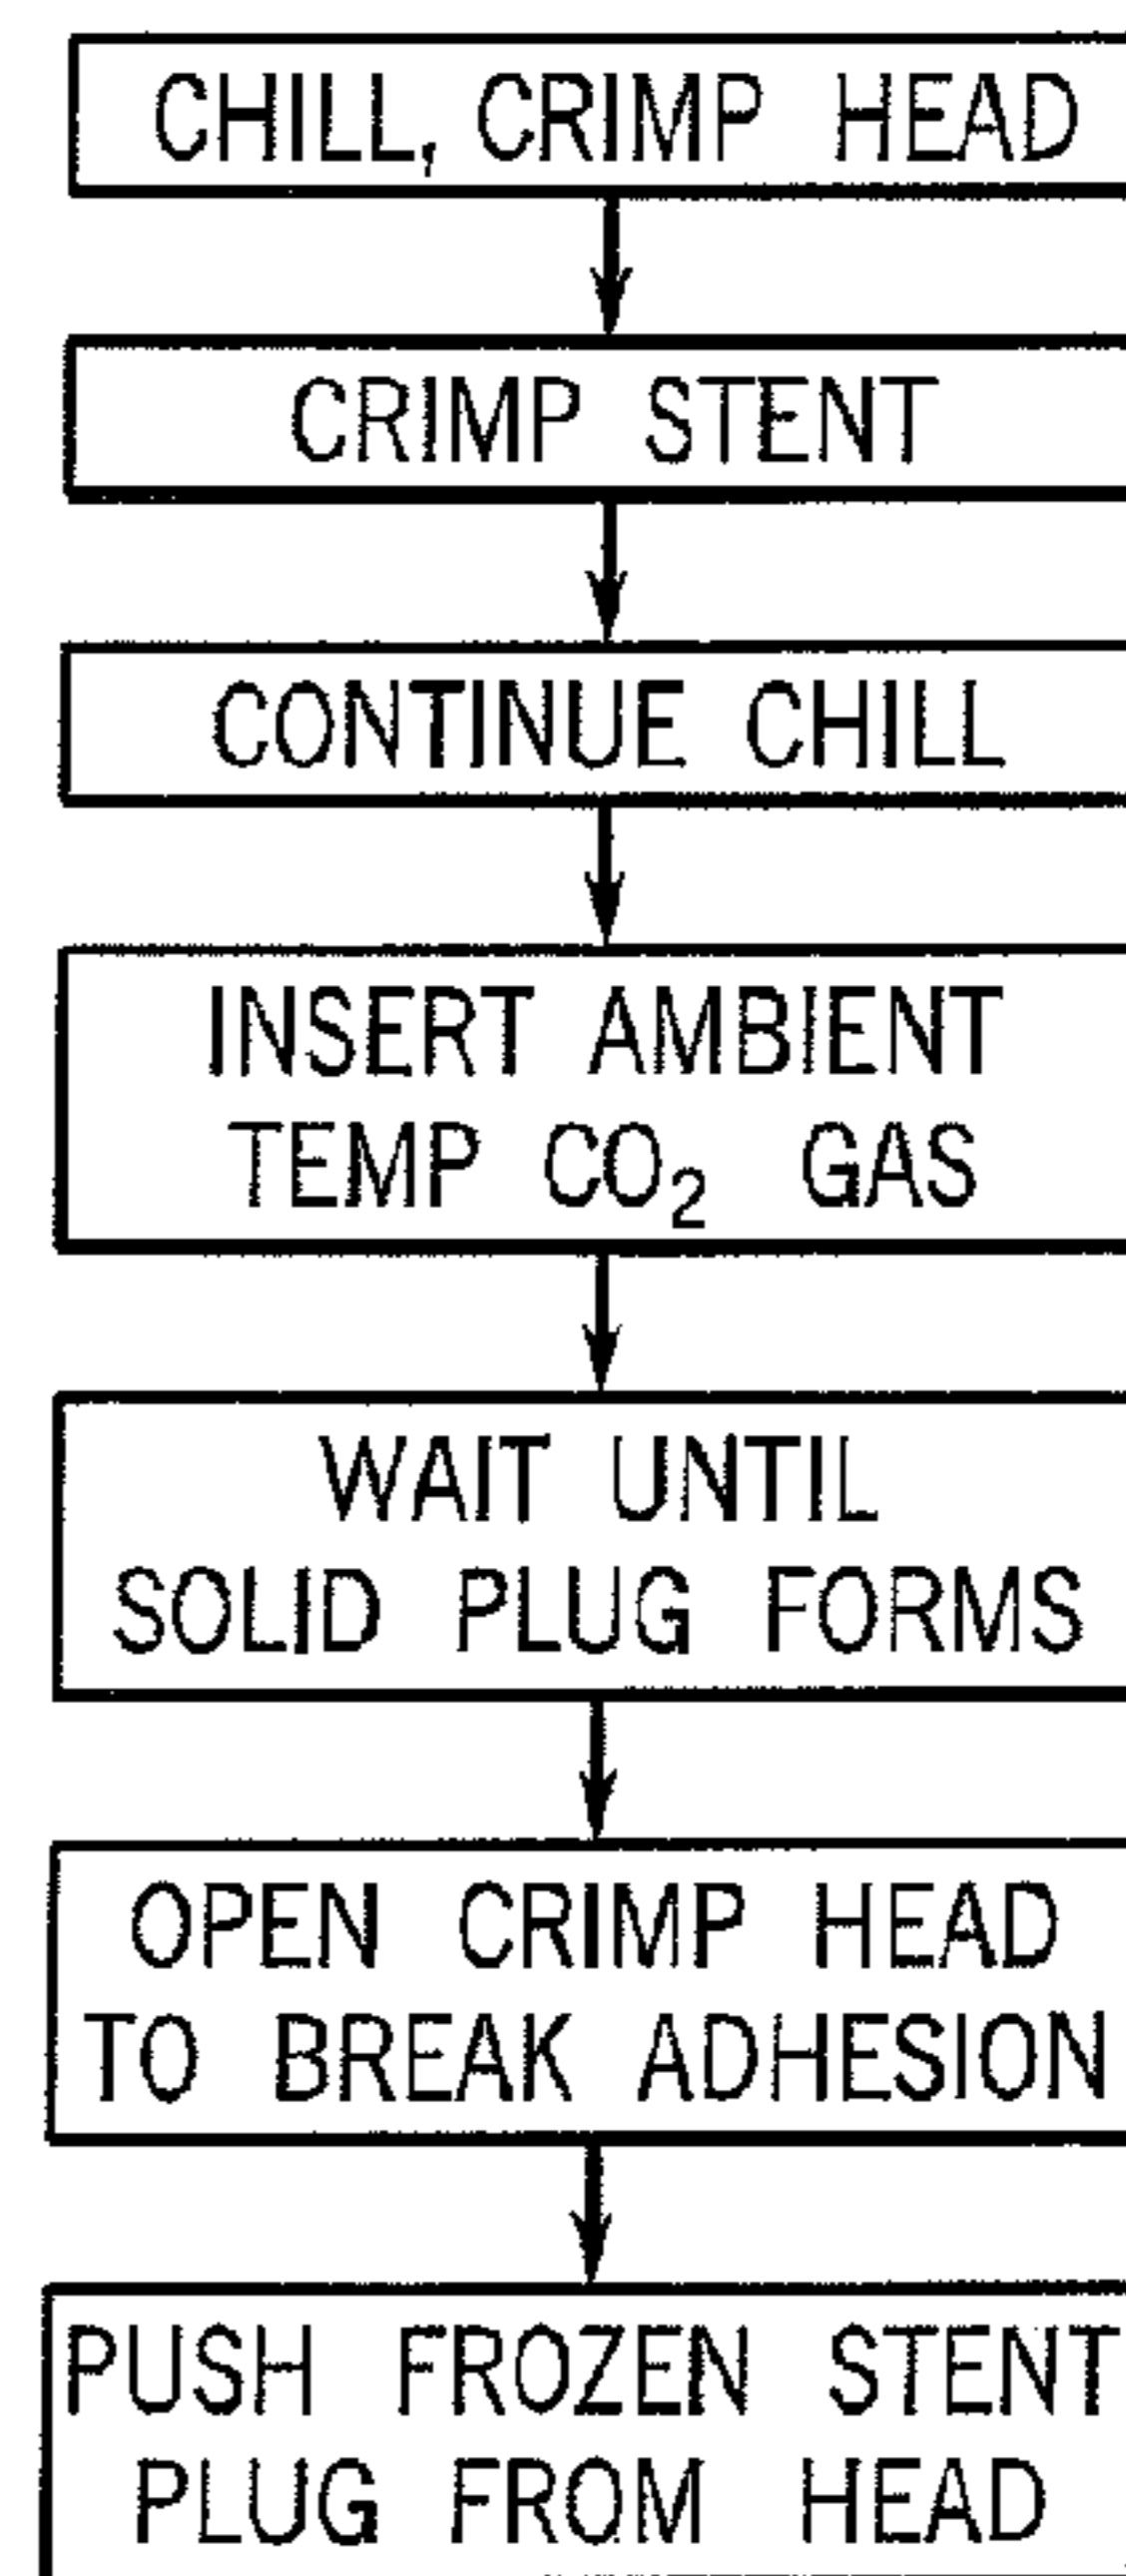 CHILL, CRIMP HEAD
CRIMP STENT
CONTINUE CHILL
INSERT AMBIENT
TEMP CO₂ GAS
WAIT UNTIL
SOLID PLUG FORMS
OPEN CRIMP HEAD
TO BREAK ADHESION
PUSH FROZEN STENT
PLUG FROM HEAD